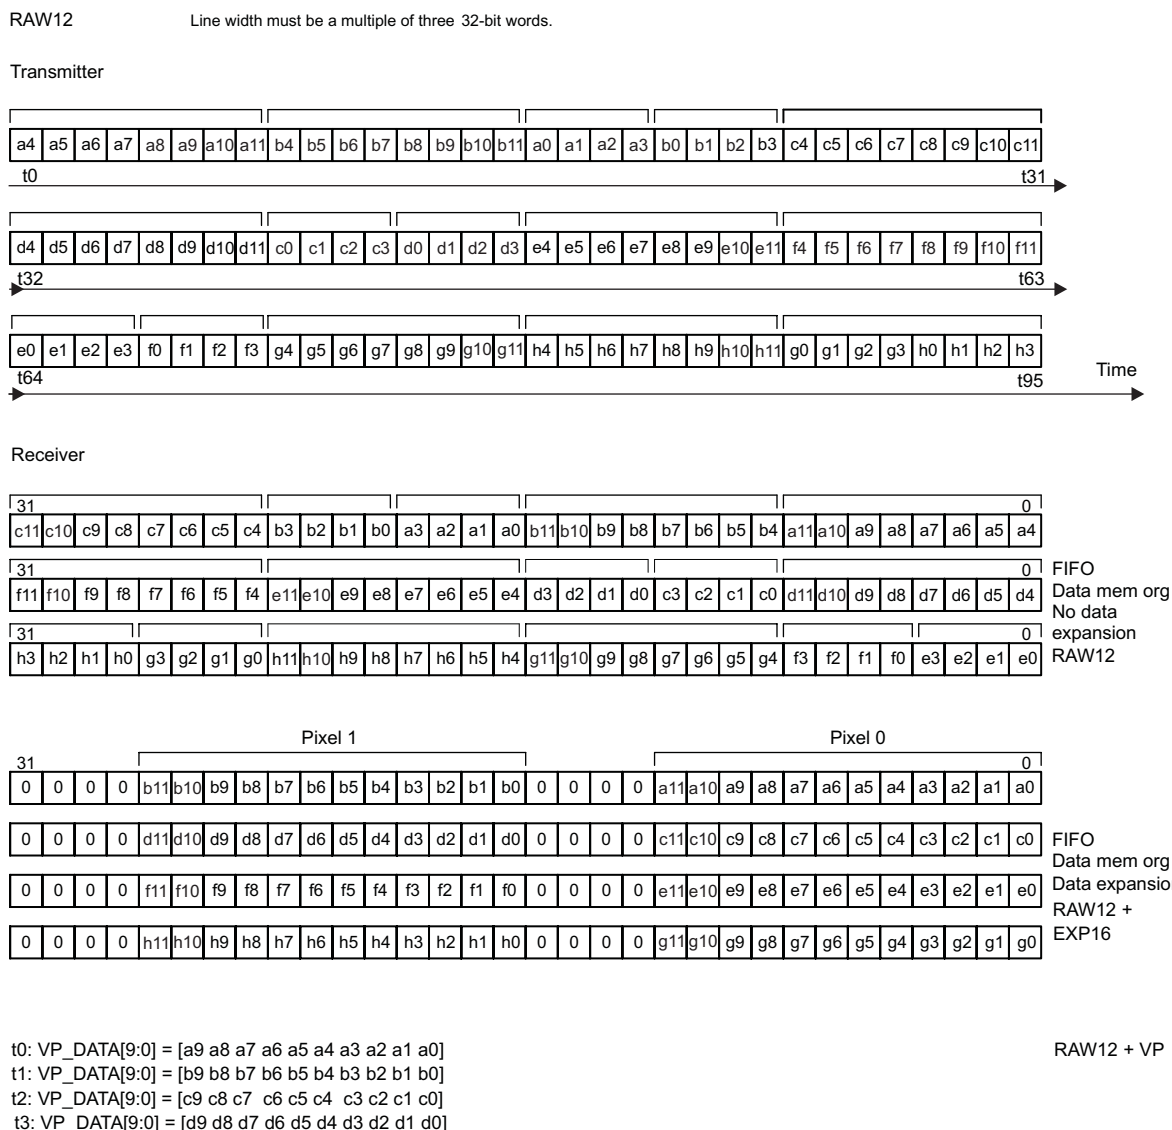 RAW12 Line width must be a multiple of three 32-bit words.
Transmitter
a4 a5 a6 a7 a8 a9 a10 a11 b4 b5 b6 b7 b8 b9 b10 b11 a0 a1 a2 a3 b0 b1 b2 b3 c4 c5 c6 c7 c8 c9 c10 c11
t0 t31
d4 d5 d6 d7 d8 d9 d10 d11 c0 c1 c2 c3 d0 d1 d2 d3 e4 e5 e6 e7 e8 e9 e10 e11 f4 f5 f6 f7 f8 f9 f10 f11
t32 t63
e0 e1 e2 e3 f0 f1 f2 f3 g4 g5 g6 g7 g8 g9 g10 g11 h4 h5 h6 h7 h8 h9 h10 h11 g0 g1 g2 g3 h0 h1 h2 h3
t64 t95 Time
Receiver
31 0
c11 c10 c9 c8 c7 c6 c5 c4 b3 b2 b1 b0 a3 a2 a1 a0 b11 b10 b9 b8 b7 b6 b5 b4 a11 a10 a9 a8 a7 a6 a5 a4
31 0 FIFO
f11 f10 f9 f8 f7 f6 f5 f4 e11 e10 e9 e8 e7 e6 e5 e4 d3 d2 d1 d0 c3 c2 c1 c0 d11 d10 d9 d8 d7 d6 d5 d4 Data mem org
No data
31 0 expansion
h3 h2 h1 h0 g3 g2 g1 g0 h11 h10 h9 h8 h7 h6 h5 h4 g11 g10 g9 g8 g7 g6 g5 g4 f3 f2 f1 f0 e3 e2 e1 e0 RAW12
Pixel 1 Pixel 0
31 0
0 0 0 0 b11 b10 b9 b8 b7 b6 b5 b4 b3 b2 b1 b0 0 0 0 0 a11 a10 a9 a8 a7 a6 a5 a4 a3 a2 a1 a0
0 0 0 0 d11 d10 d9 d8 d7 d6 d5 d4 d3 d2 d1 d0 0 0 0 0 c11 c10 c9 c8 c7 c6 c5 c4 c3 c2 c1 c0 FIFO
Data mem org
0 0 0 0 f11 f10 f9 f8 f7 f6 f5 f4 f3 f2 f1 f0 0 0 0 0 e11 e10 e9 e8 e7 e6 e5 e4 e3 e2 e1 e0 Data expansio
RAW12 +
0 0 0 0 h11 h10 h9 h8 h7 h6 h5 h4 h3 h2 h1 h0 0 0 0 0 g11 g10 g9 g8 g7 g6 g5 g4 g3 g2 g1 g0 EXP16
t0: VP_DATA[9:0] = [a9 a8 a7 a6 a5 a4 a3 a2 a1 a0] RAW12 + VP
t1: VP_DATA[9:0] = [b9 b8 b7 b6 b5 b4 b3 b2 b1 b0]
t2: VP_DATA[9:0] = [c9 c8 c7 c6 c5 c4 c3 c2 c1 c0]
t3: VP_DATA[9:0] = [d9 d8 d7 d6 d5 d4 d3 d2 d1 d0]